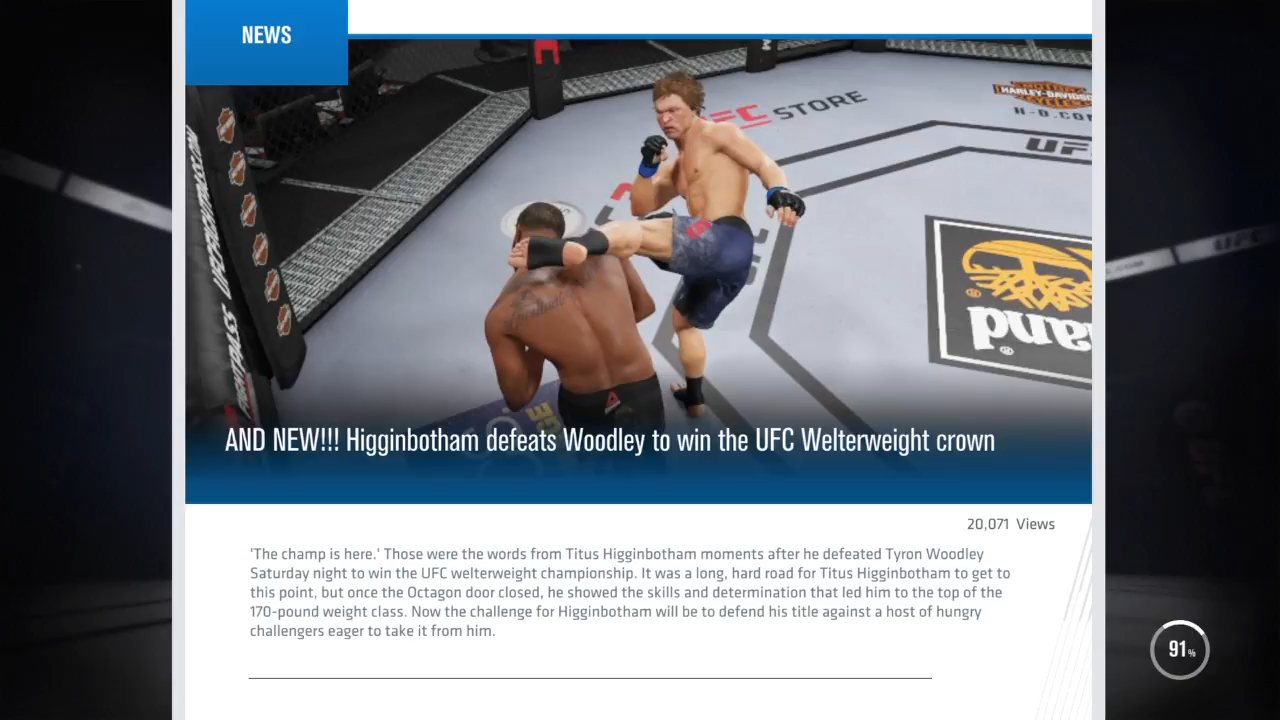 NEWS
UFC STORE
HARLEY-DAVIDSON
CYCLES
H-D.COM
UF
AND NEW!!! Higginbotham defeats Woodley to win the UFC Welterweight crown
20,071 Views
'The champ is here.' Those were the words from Titus Higginbotham moments after he defeated Tyron Woodley
Saturday night to win the UFC welterweight championship. It was a long, hard road for Titus Higginbotham to get to
this point, but once the Octagon door closed, he showed the skills and determination that led him to the top of the
170-pound weight class. Now the challenge for Higginbotham will be to defend his title against a host of hungry
challengers eager to take it from him.
91%